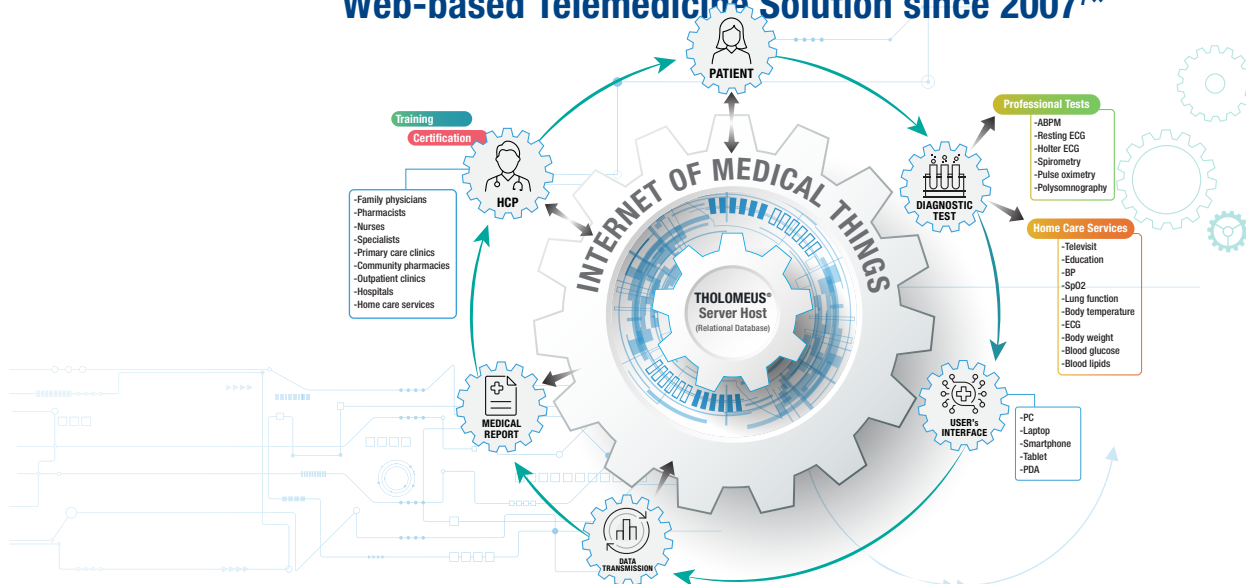 Web-based Telemedicine Solution since 2007
PATIENT
Training
Certification
HCP
-Family physicians
-Pharmacists
-Nurses
-Specialists
-Primary care clinics
-Community pharmacies
-Outpatient clinics
-Hospitals
-Home care services
INTERNET OF MEDICAL THINGS
THOLOMEUS®
Server Host
(Relational Database)
DIAGNOSTIC
TEST
Professional Tests
-ABPM
-Resting ECG
-Holter ECG
-Spirometry
-Pulse oximetry
-Polysomnography
Home Care Services
-Televisit
-Education
-BP
-SpO2
-Lung function
-Body temperature
-ECG
-Body weight
-Blood glucose
-Blood lipids
USER's
INTERFACE
-PC
-Laptop
-Smartphone
-Tablet
-PDA
MEDICAL
REPORT
DATA
TRANSMISSION